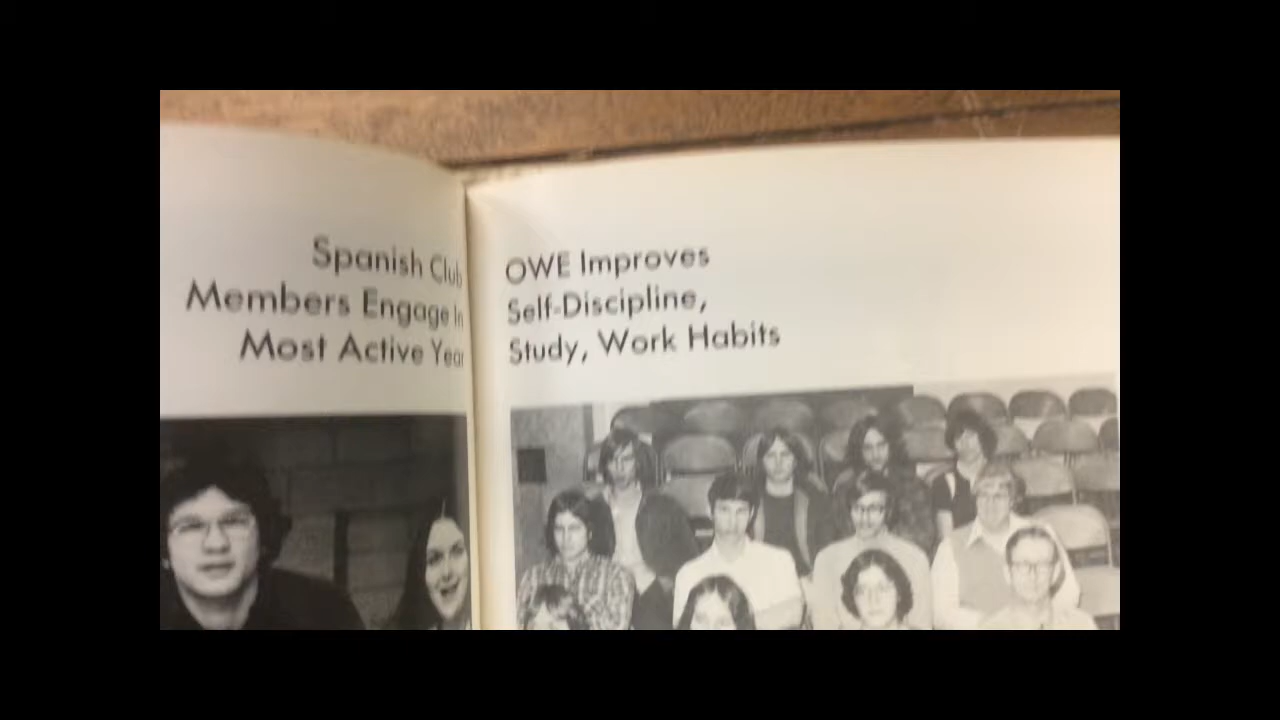 Spanish Club
Members Engage In
Most Active Year
OWE Improves
Self-Discipline,
Study, Work Habits